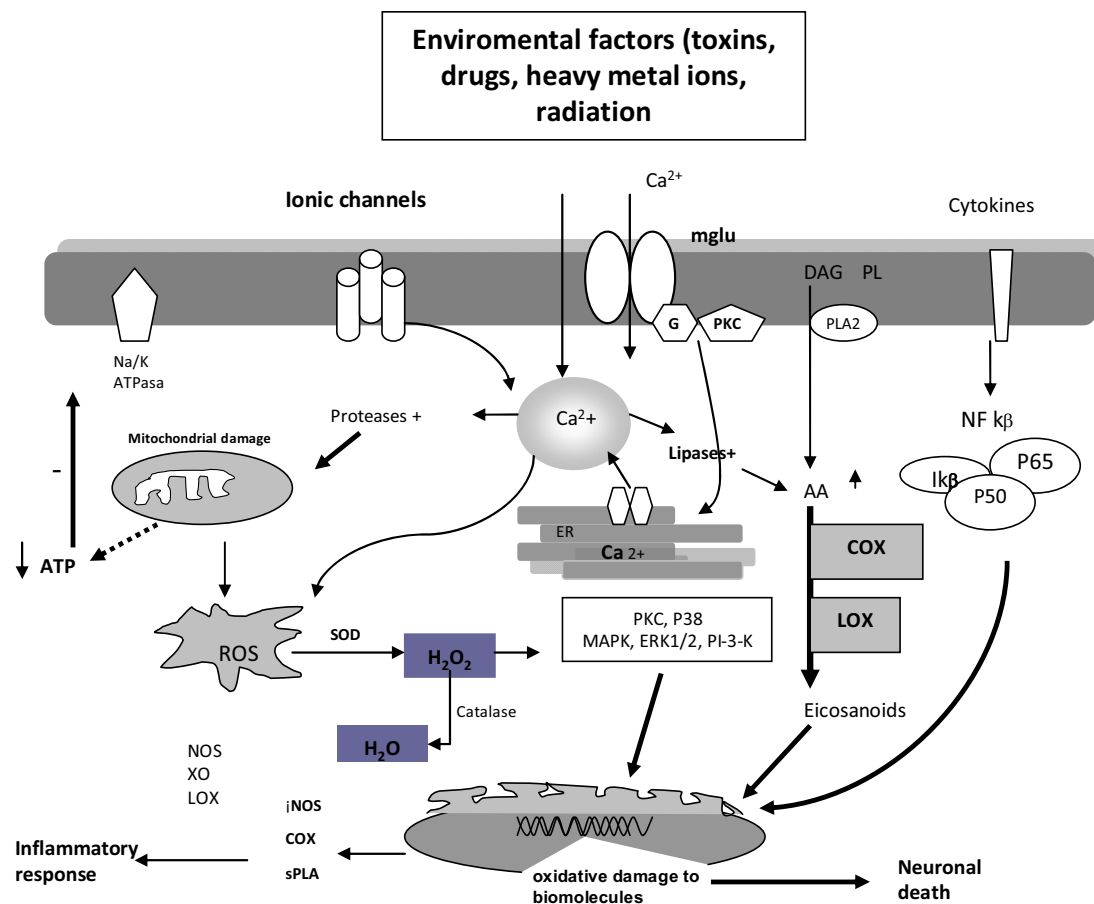 Enviromental factors (toxins,
drugs, heavy metal ions,
radiation
Ca2+
Ionic channels
Cytokines
mglu
DAG PL
G
PKC
PLA2
Na/K
ATPasa
Proteases +
Ca2+
NF kβ
Mitochondrial damage
Lipases+
P65
Ikβ
P50
–
AA
ER
Ca 2+
ATP
COX
LOX
PKC, P38
MAPK, ERK1/2, PI-3-K
SOD
ROS
H2O2
Catalase
Eicosanoids
H2O
NOS
XO
LOX
iNOS
COX
sPLA
Inflammatory
response
oxidative damage to
biomolecules
Neuronal
death